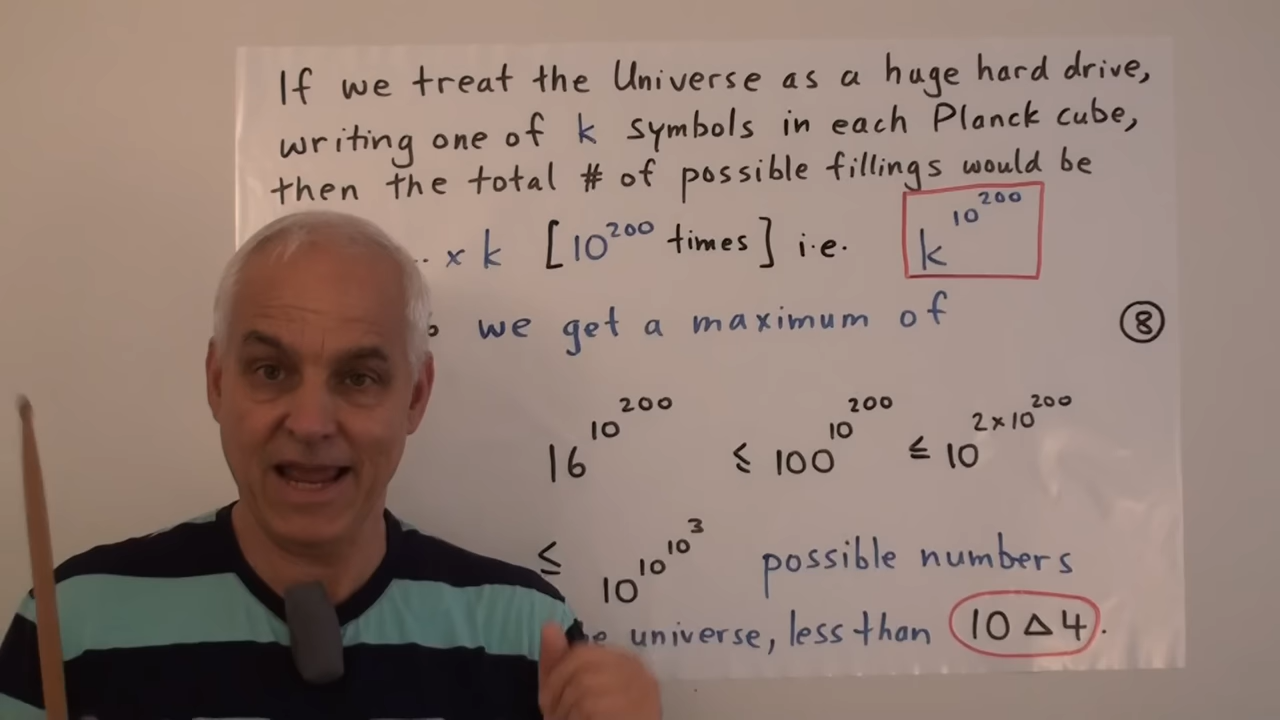 If we treat the Universe as a huge hard drive,
writing one of k symbols in each Planck cube,
then the total # of possible fillings would be
.. x k [10^200 times] i.e. k^10^200
we get a maximum of
⑧
16^10^200 ≤ 100^10^200 ≤ 10^2×10^200
≤ 10^10^10^3 possible numbers
universe, less than 10 △ 4.